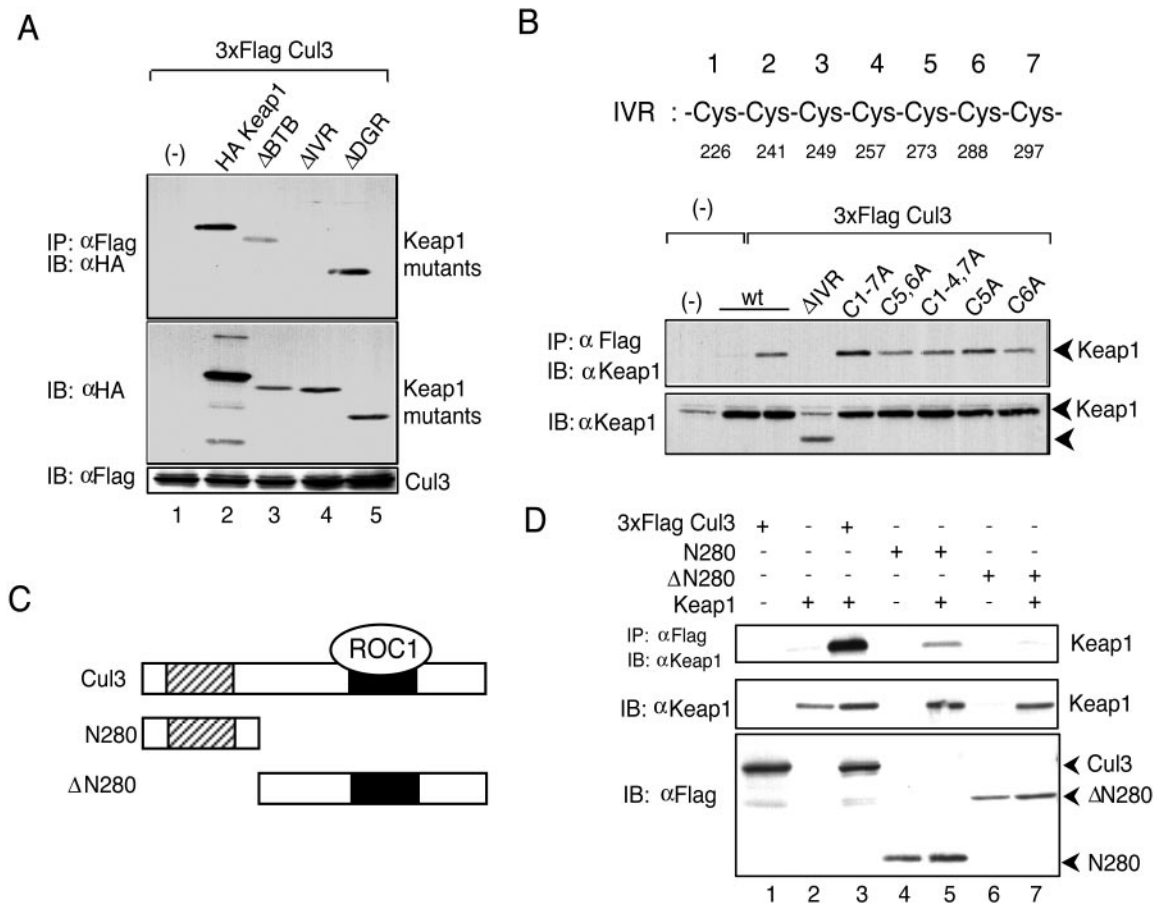 A
3xFlag Cul3
(-)
HA Keap1
ΔBTB
ΔIVR
ΔDGR
IP: αFlag
IB: αHA
Keap1
mutants
IB: αHA
Keap1
mutants
IB: αFlag
Cul3
1 2 3 4 5
B
1 2 3 4 5 6 7
IVR : -Cys-Cys-Cys-Cys-Cys-Cys-Cys-
226 241 249 257 273 288 297
(-)
3xFlag Cul3
(-)
wt
ΔIVR
C1-7A
C5,6A
C1-4,7A
C5A
C6A
IP: α Flag
IB: αKeap1
Keap1
IB: αKeap1
Keap1
C
ROC1
Cul3
N280
ΔN280
D
3xFlag Cul3 + - + - - - -
N280 - - - + + - -
ΔN280 - - - - - + +
Keap1 - + + - + - +
IP: αFlag
IB: αKeap1
Keap1
IB: αKeap1
Keap1
IB: αFlag
Cul3
ΔN280
N280
1 2 3 4 5 6 7